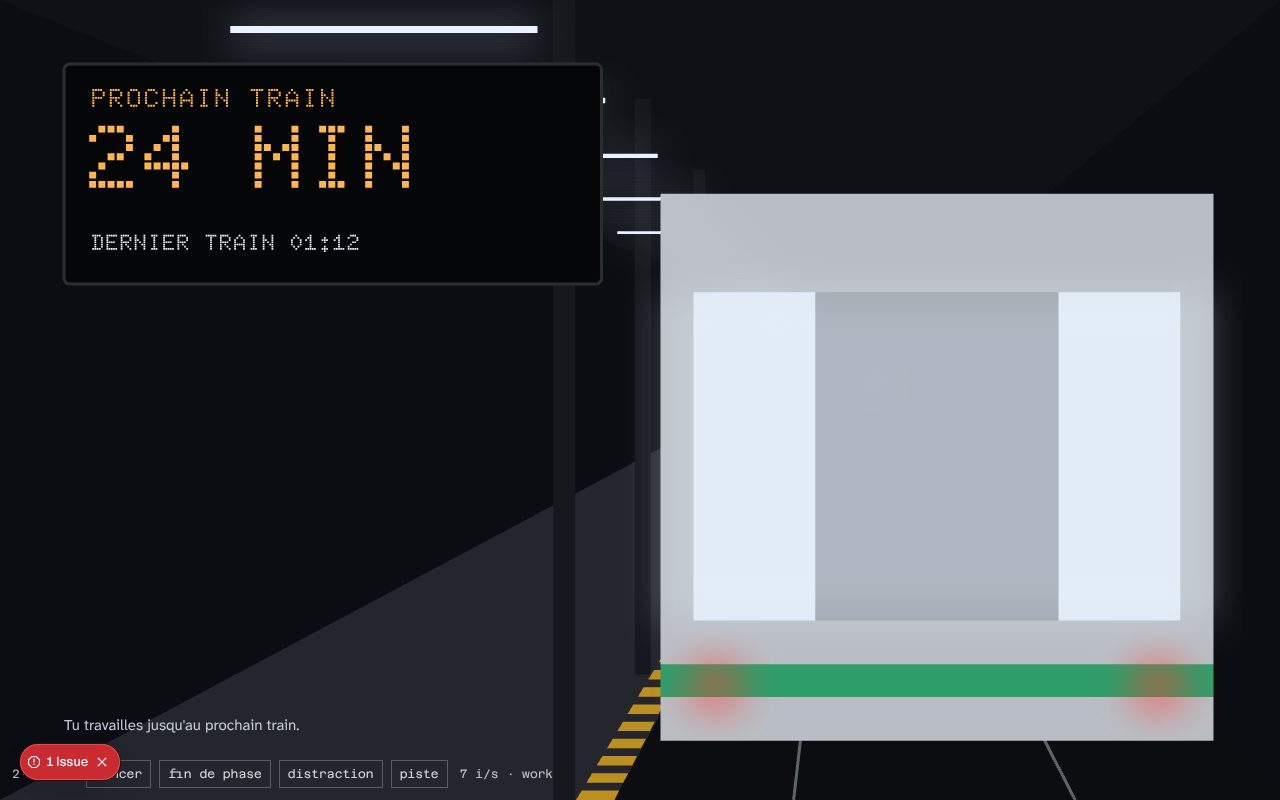 PROCHAIN TRAIN
24 MIN
DERNIER TRAIN 01:12
Tu travailles jusqu'au prochain train.
1 Issue
2
fin de phase
distraction
piste
7 i/s · work